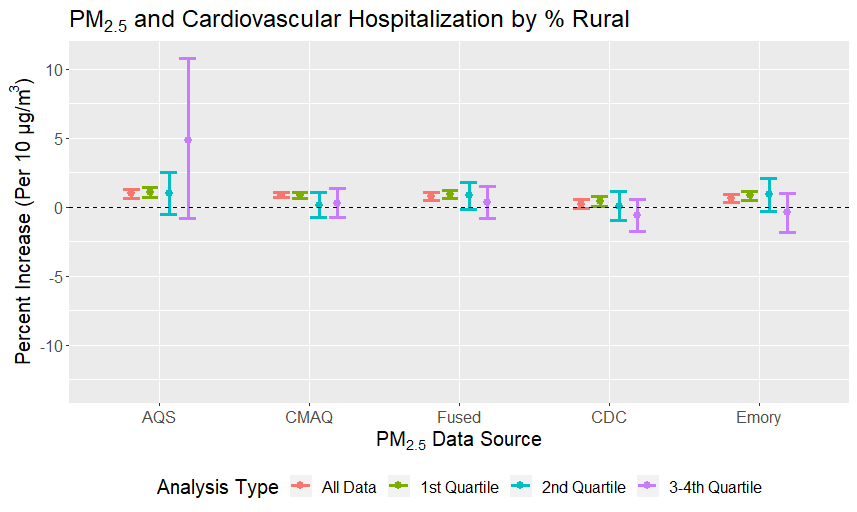 PM2.5 and Cardiovascular Hospitalization by % Rural
Percent Increase (Per 10 µg/m³)
10
5
0
-5
-10
AQS CMAQ Fused CDC Emory
PM2.5 Data Source
Analysis Type All Data 1st Quartile 2nd Quartile 3-4th Quartile